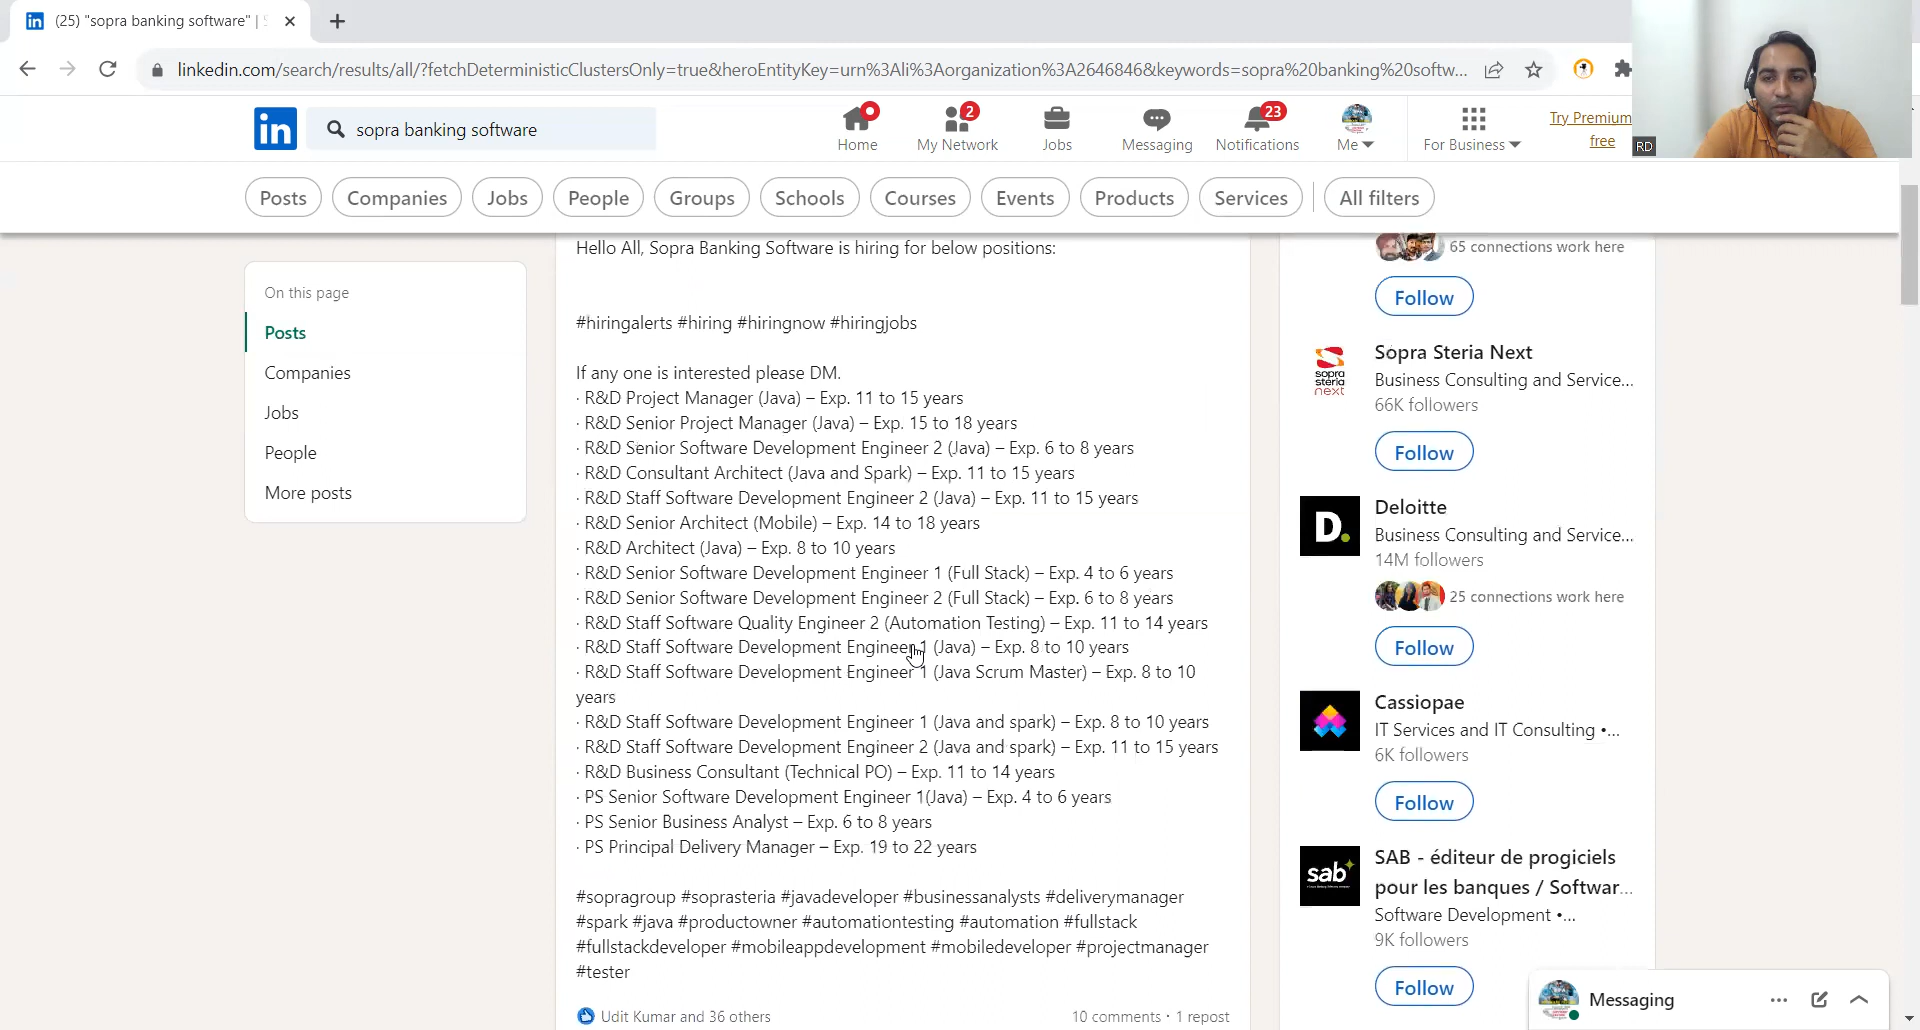 (25) "sopra banking software" |
linkedin.com/search/results/all/?fetchDeterministicClustersOnly=true&heroEntityKey=urn%3Ali%3Aorganization%3A2646846&keywords=sopra%20banking%20softw...
in
sopra banking software
Home
2
My Network
Jobs
Messaging
23
Notifications
Me
For Business
Try Premium
free
RD
Posts
Companies
Jobs
People
Groups
Schools
Courses
Events
Products
Services
All filters
On this page
Posts
Companies
Jobs
People
More posts
Hello All, Sopra Banking Software is hiring for below positions:
#hiringalerts #hiring #hiringnow #hiringjobs
If any one is interested please DM.
· R&D Project Manager (Java) – Exp. 11 to 15 years
· R&D Senior Project Manager (Java) – Exp. 15 to 18 years
· R&D Senior Software Development Engineer 2 (Java) – Exp. 6 to 8 years
· R&D Consultant Architect (Java and Spark) – Exp. 11 to 15 years
· R&D Staff Software Development Engineer 2 (Java) – Exp. 11 to 15 years
· R&D Senior Architect (Mobile) – Exp. 14 to 18 years
· R&D Architect (Java) – Exp. 8 to 10 years
· R&D Senior Software Development Engineer 1 (Full Stack) – Exp. 4 to 6 years
· R&D Senior Software Development Engineer 2 (Full Stack) – Exp. 6 to 8 years
· R&D Staff Software Quality Engineer 2 (Automation Testing) – Exp. 11 to 14 years
· R&D Staff Software Development Engineer 1 (Java) – Exp. 8 to 10 years
· R&D Staff Software Development Engineer 1 (Java Scrum Master) – Exp. 8 to 10
years
· R&D Staff Software Development Engineer 1 (Java and spark) – Exp. 8 to 10 years
· R&D Staff Software Development Engineer 2 (Java and spark) – Exp. 11 to 15 years
· R&D Business Consultant (Technical PO) – Exp. 11 to 14 years
· PS Senior Software Development Engineer 1(Java) – Exp. 4 to 6 years
· PS Senior Business Analyst – Exp. 6 to 8 years
· PS Principal Delivery Manager – Exp. 19 to 22 years
#sopragroup #soprasteria #javadeveloper #businessanalysts #deliverymanager
#spark #java #productowner #automationtesting #automation #fullstack
#fullstackdeveloper #mobileappdevelopment #mobiledeveloper #projectmanager
#tester
Udit Kumar and 36 others
10 comments · 1 repost
65 connections work here
Follow
sopra
steria
next
Sopra Steria Next
Business Consulting and Service...
66K followers
Follow
D.
Deloitte
Business Consulting and Service...
14M followers
25 connections work here
Follow
Cassiopae
IT Services and IT Consulting •...
6K followers
Follow
sab
SAB - éditeur de progiciels
pour les banques / Softwar...
Software Development •...
9K followers
Follow
Messaging